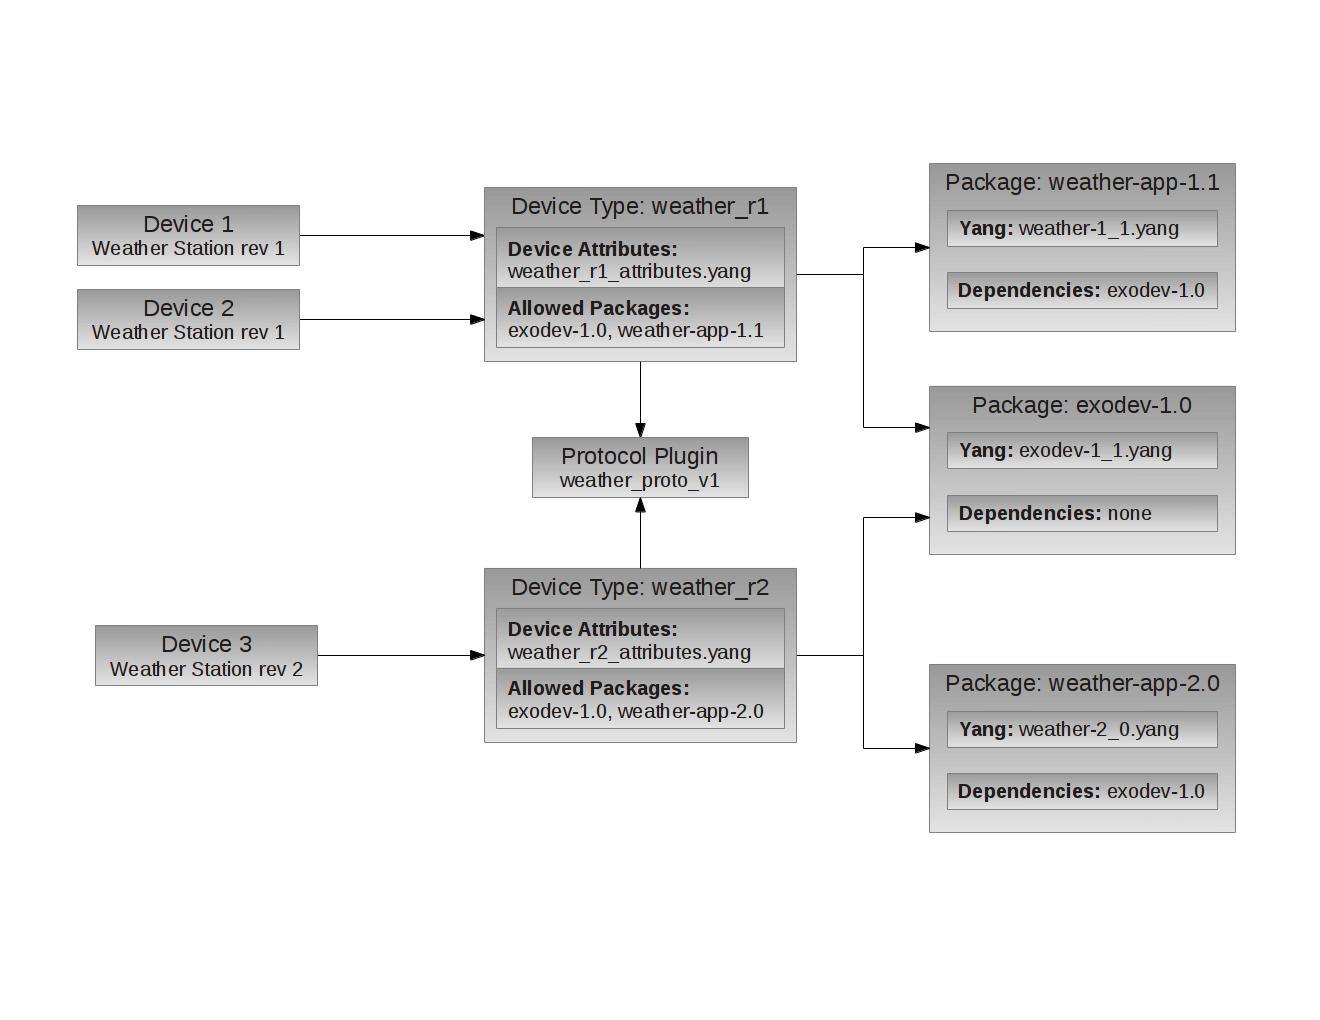 Device 1
Weather Station rev 1
Device 2
Weather Station rev 1
Device Type: weather_r1
Device Attributes:
weather_r1_attributes.yang
Allowed Packages:
exodev-1.0, weather-app-1.1
Package: weather-app-1.1
Yang: weather-1_1.yang
Dependencies: exodev-1.0
Package: exodev-1.0
Yang: exodev-1_1.yang
Dependencies: none
Protocol Plugin
weather_proto_v1
Device 3
Weather Station rev 2
Device Type: weather_r2
Device Attributes:
weather_r2_attributes.yang
Allowed Packages:
exodev-1.0, weather-app-2.0
Package: weather-app-2.0
Yang: weather-2_0.yang
Dependencies: exodev-1.0